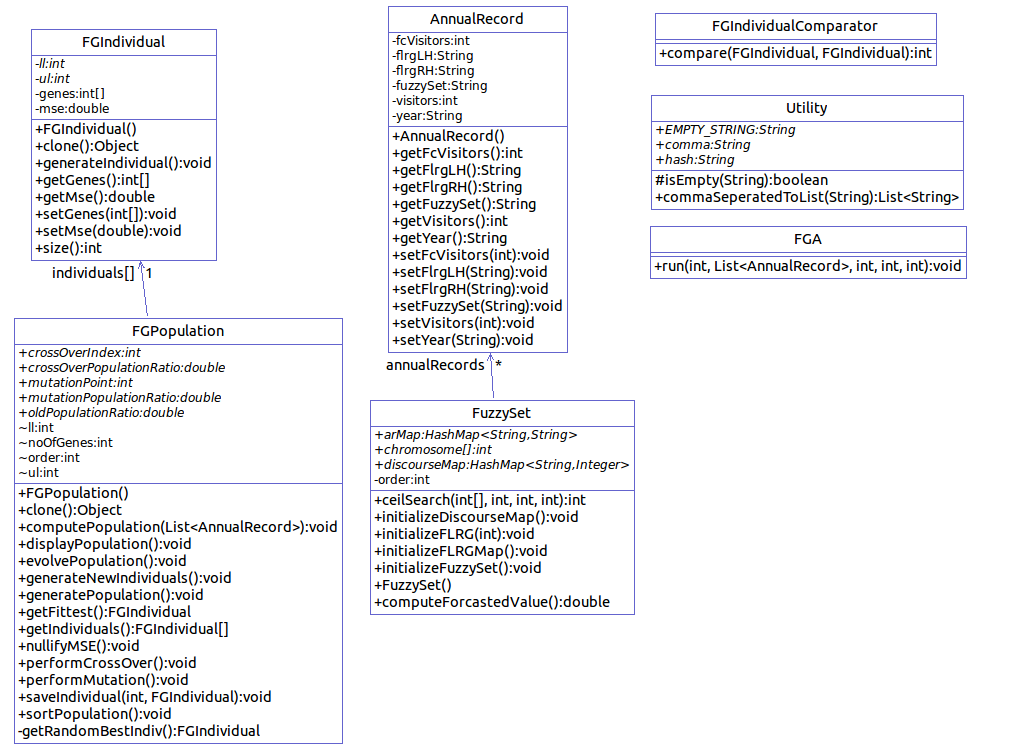 FGIndividual
-ll:int
-ul:int
-genes:int[]
-mse:double
+FGIndividual()
+clone():Object
+generateIndividual():void
+getGenes():int[]
+getMse():double
+setGenes(int[]):void
+setMse(double):void
+size():int
individuals[] 1
FGPopulation
+crossOverIndex:int
+crossOverPopulationRatio:double
+mutationPoint:int
+mutationPopulationRatio:double
+oldPopulationRatio:double
~ll:int
~noOfGenes:int
~order:int
~ul:int
+FGPopulation()
+clone():Object
+computePopulation(List<AnnualRecord>):void
+displayPopulation():void
+evolvePopulation():void
+generateNewIndividuals():void
+generatePopulation():void
+getFittest():FGIndividual
+getIndividuals():FGIndividual[]
+nullifyMSE():void
+performCrossOver():void
+performMutation():void
+saveIndividual(int, FGIndividual):void
+sortPopulation():void
-getRandomBestIndiv():FGIndividual
AnnualRecord
-fcVisitors:int
-flrgLH:String
-flrgRH:String
-fuzzySet:String
-visitors:int
-year:String
+AnnualRecord()
+getFcVisitors():int
+getFlrgLH():String
+getFlrgRH():String
+getFuzzySet():String
+getVisitors():int
+getYear():String
+setFcVisitors(int):void
+setFlrgLH(String):void
+setFlrgRH(String):void
+setFuzzySet(String):void
+setVisitors(int):void
+setYear(String):void
annualRecords *
FuzzySet
+arMap:HashMap<String,String>
+chromosome[]:int
+discourseMap:HashMap<String,Integer>
-order:int
+ceilSearch(int[], int, int, int):int
+initializeDiscourseMap():void
+initializeFLRG(int):void
+initializeFLRGMap():void
+initializeFuzzySet():void
+FuzzySet()
+computeForcastedValue():double
FGIndividualComparator
+compare(FGIndividual, FGIndividual):int
Utility
+EMPTY_STRING:String
+comma:String
+hash:String
#isEmpty(String):boolean
+commaSeperatedToList(String):List<String>
FGA
+run(int, List<AnnualRecord>, int, int, int):void